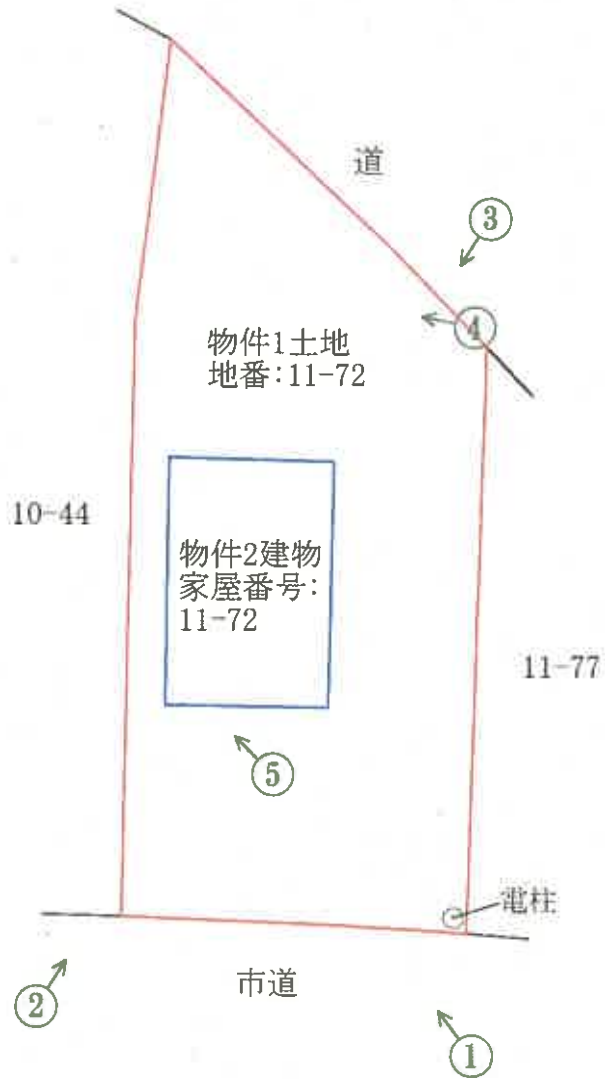 道
③
④
物件1土地
地番：11-72
10-44
物件2建物
家屋番号：
11-72
11-77
⑤
電柱
市道
②
①